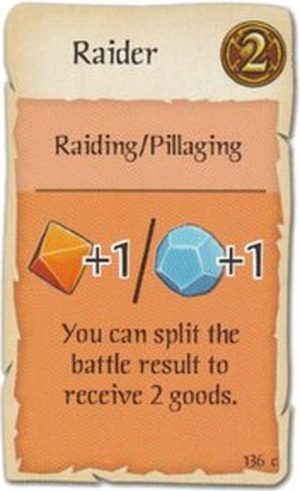 Raider
2
Raiding/Pillaging
+1/ +1
You can split the
battle result to
receive 2 goods.
136 c